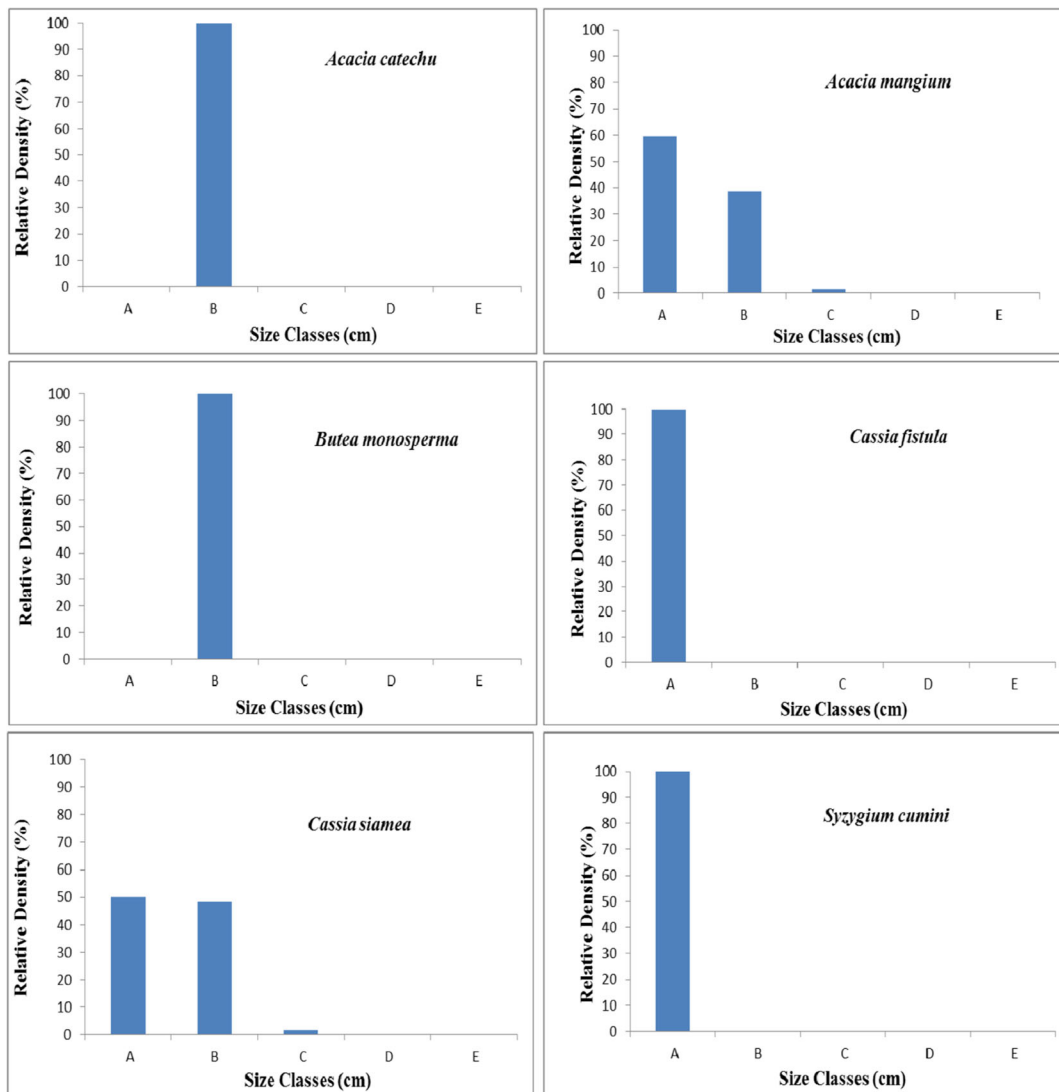 Acacia catechu
Relative Density (%)
100
90
80
70
60
50
40
30
20
10
0
A B C D E
Size Classes (cm)
Acacia mangium
Relative Density (%)
100
90
80
70
60
50
40
30
20
10
0
A B C D E
Size Classes (cm)
Butea monosperma
Relative Density (%)
100
90
80
70
60
50
40
30
20
10
0
A B C D E
Size Classes (cm)
Cassia fistula
Relative Density (%)
100
90
80
70
60
50
40
30
20
10
0
A B C D E
Size Classes (cm)
Cassia siamea
Relative Density (%)
100
90
80
70
60
50
40
30
20
10
0
A B C D E
Size Classes (cm)
Syzygium cumini
Relative Density (%)
100
90
80
70
60
50
40
30
20
10
0
A B C D E
Size Classes (cm)